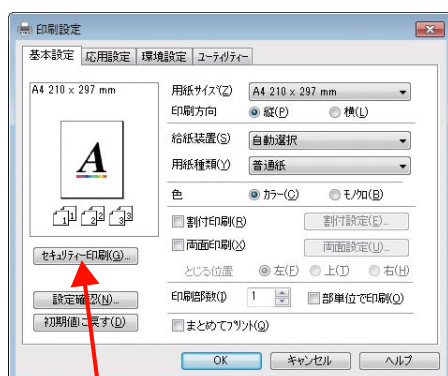 印刷設定
基本設定 応用設定 環境設定 ユーティリティー
A4 210 x 297 mm
用紙サイズ(Z) A4 210 x 297 mm
印刷方向 縦(P) 横(L)
給紙装置(S) 自動選択
用紙種類(Y) 普通紙
A
色 カラー(C) モノクロ(B)
1 1 2 2 3 3
割付印刷(R) 割付設定(E)...
両面印刷(X) 両面設定(U)...
セキュリティー印刷(G)...
とじる位置 左(F) 上(T) 右(H)
設定確認(N)...
印刷部数(I) 1 部単位で印刷(O)
初期値に戻す(D)
まとめてプリント(Q)
OK キャンセル ヘルプ